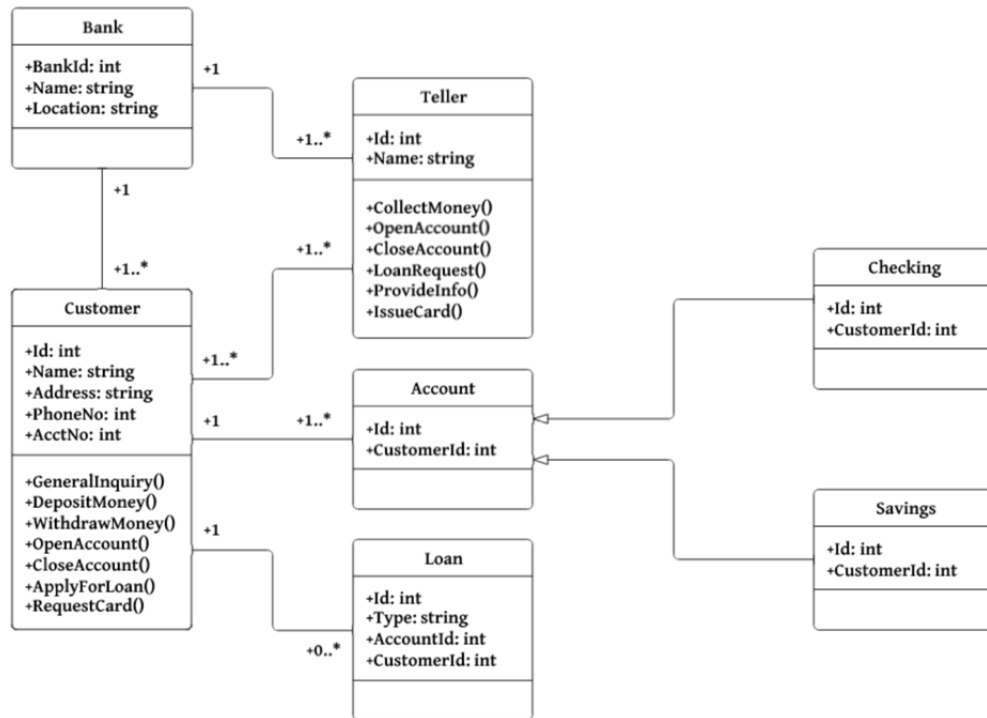 Bank
+BankId: int
+Name: string
+Location: string
+1
+1..*
Teller
+Id: int
+Name: string
+CollectMoney()
+OpenAccount()
+CloseAccount()
+LoanRequest()
+ProvideInfo()
+IssueCard()
+1
+1..*
Customer
+Id: int
+Name: string
+Address: string
+PhoneNo: int
+AcctNo: int
+GeneralInquiry()
+DepositMoney()
+WithdrawMoney()
+OpenAccount()
+CloseAccount()
+ApplyForLoan()
+RequestCard()
+1..*
+1..*
+1
+1..*
Account
+Id: int
+CustomerId: int
+1
+0..*
Loan
+Id: int
+Type: string
+AccountId: int
+CustomerId: int
Checking
+Id: int
+CustomerId: int
Savings
+Id: int
+CustomerId: int